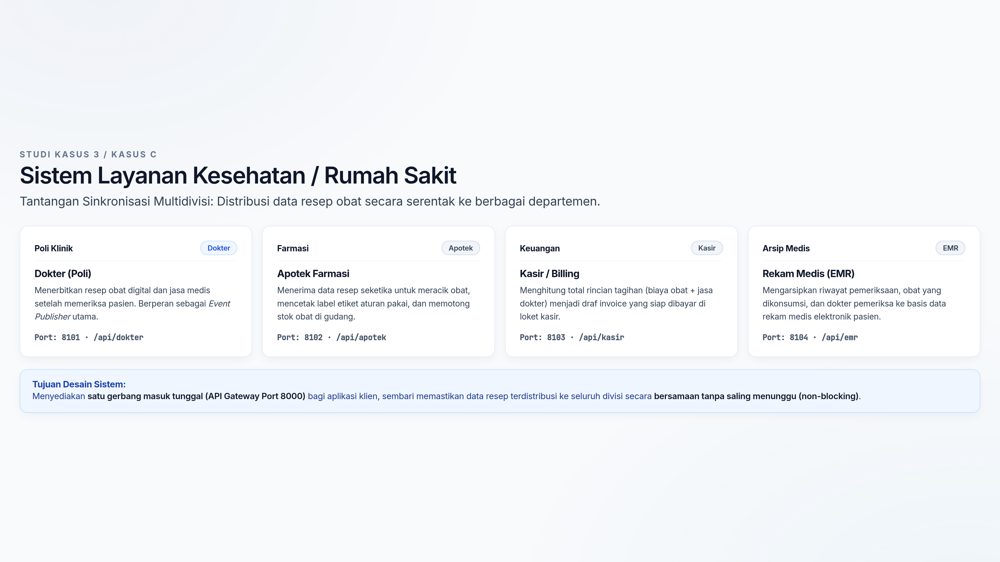 STUDI KASUS 3 / KASUS C
Sistem Layanan Kesehatan / Rumah Sakit
Tantangan Sinkronisasi Multidivisi: Distribusi data resep obat secara serentak ke berbagai departemen.
Poli Klinik
Dokter
Dokter (Poli)
Menerbitkan resep obat digital dan jasa medis
setelah memeriksa pasien. Berperan sebagai Event
Publisher utama.
Port: 8101 · /api/dokter
Farmasi
Apotek
Apotek Farmasi
Menerima data resep seketika untuk meracik obat,
mencetak label etiket aturan pakai, dan memotong
stok obat di gudang.
Port: 8102 · /api/apotek
Keuangan
Kasir
Kasir / Billing
Menghitung total rincian tagihan (biaya obat + jasa
dokter) menjadi draf invoice yang siap dibayar di
loket kasir.
Port: 8103 · /api/kasir
Arsip Medis
EMR
Rekam Medis (EMR)
Mengarsipkan riwayat pemeriksaan, obat yang
dikonsumsi, dan dokter pemeriksa ke basis data
rekam medis elektronik pasien.
Port: 8104 · /api/emr
Tujuan Desain Sistem:
Menyediakan satu gerbang masuk tunggal (API Gateway Port 8000) bagi aplikasi klien, sembari memastikan data resep terdistribusi ke seluruh divisi secara bersamaan tanpa saling menunggu (non-blocking).